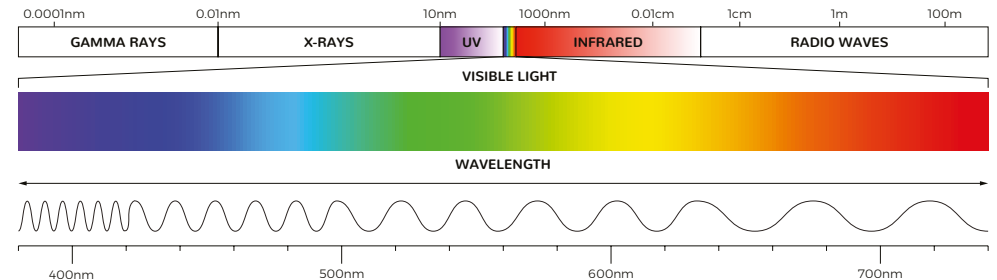 0.0001nm 0.01nm 10nm 1000nm 0.01cm 1cm 1m 100m
GAMMA RAYS X-RAYS UV INFRARED RADIO WAVES
VISIBLE LIGHT
WAVELENGTH
400nm 500nm 600nm 700nm